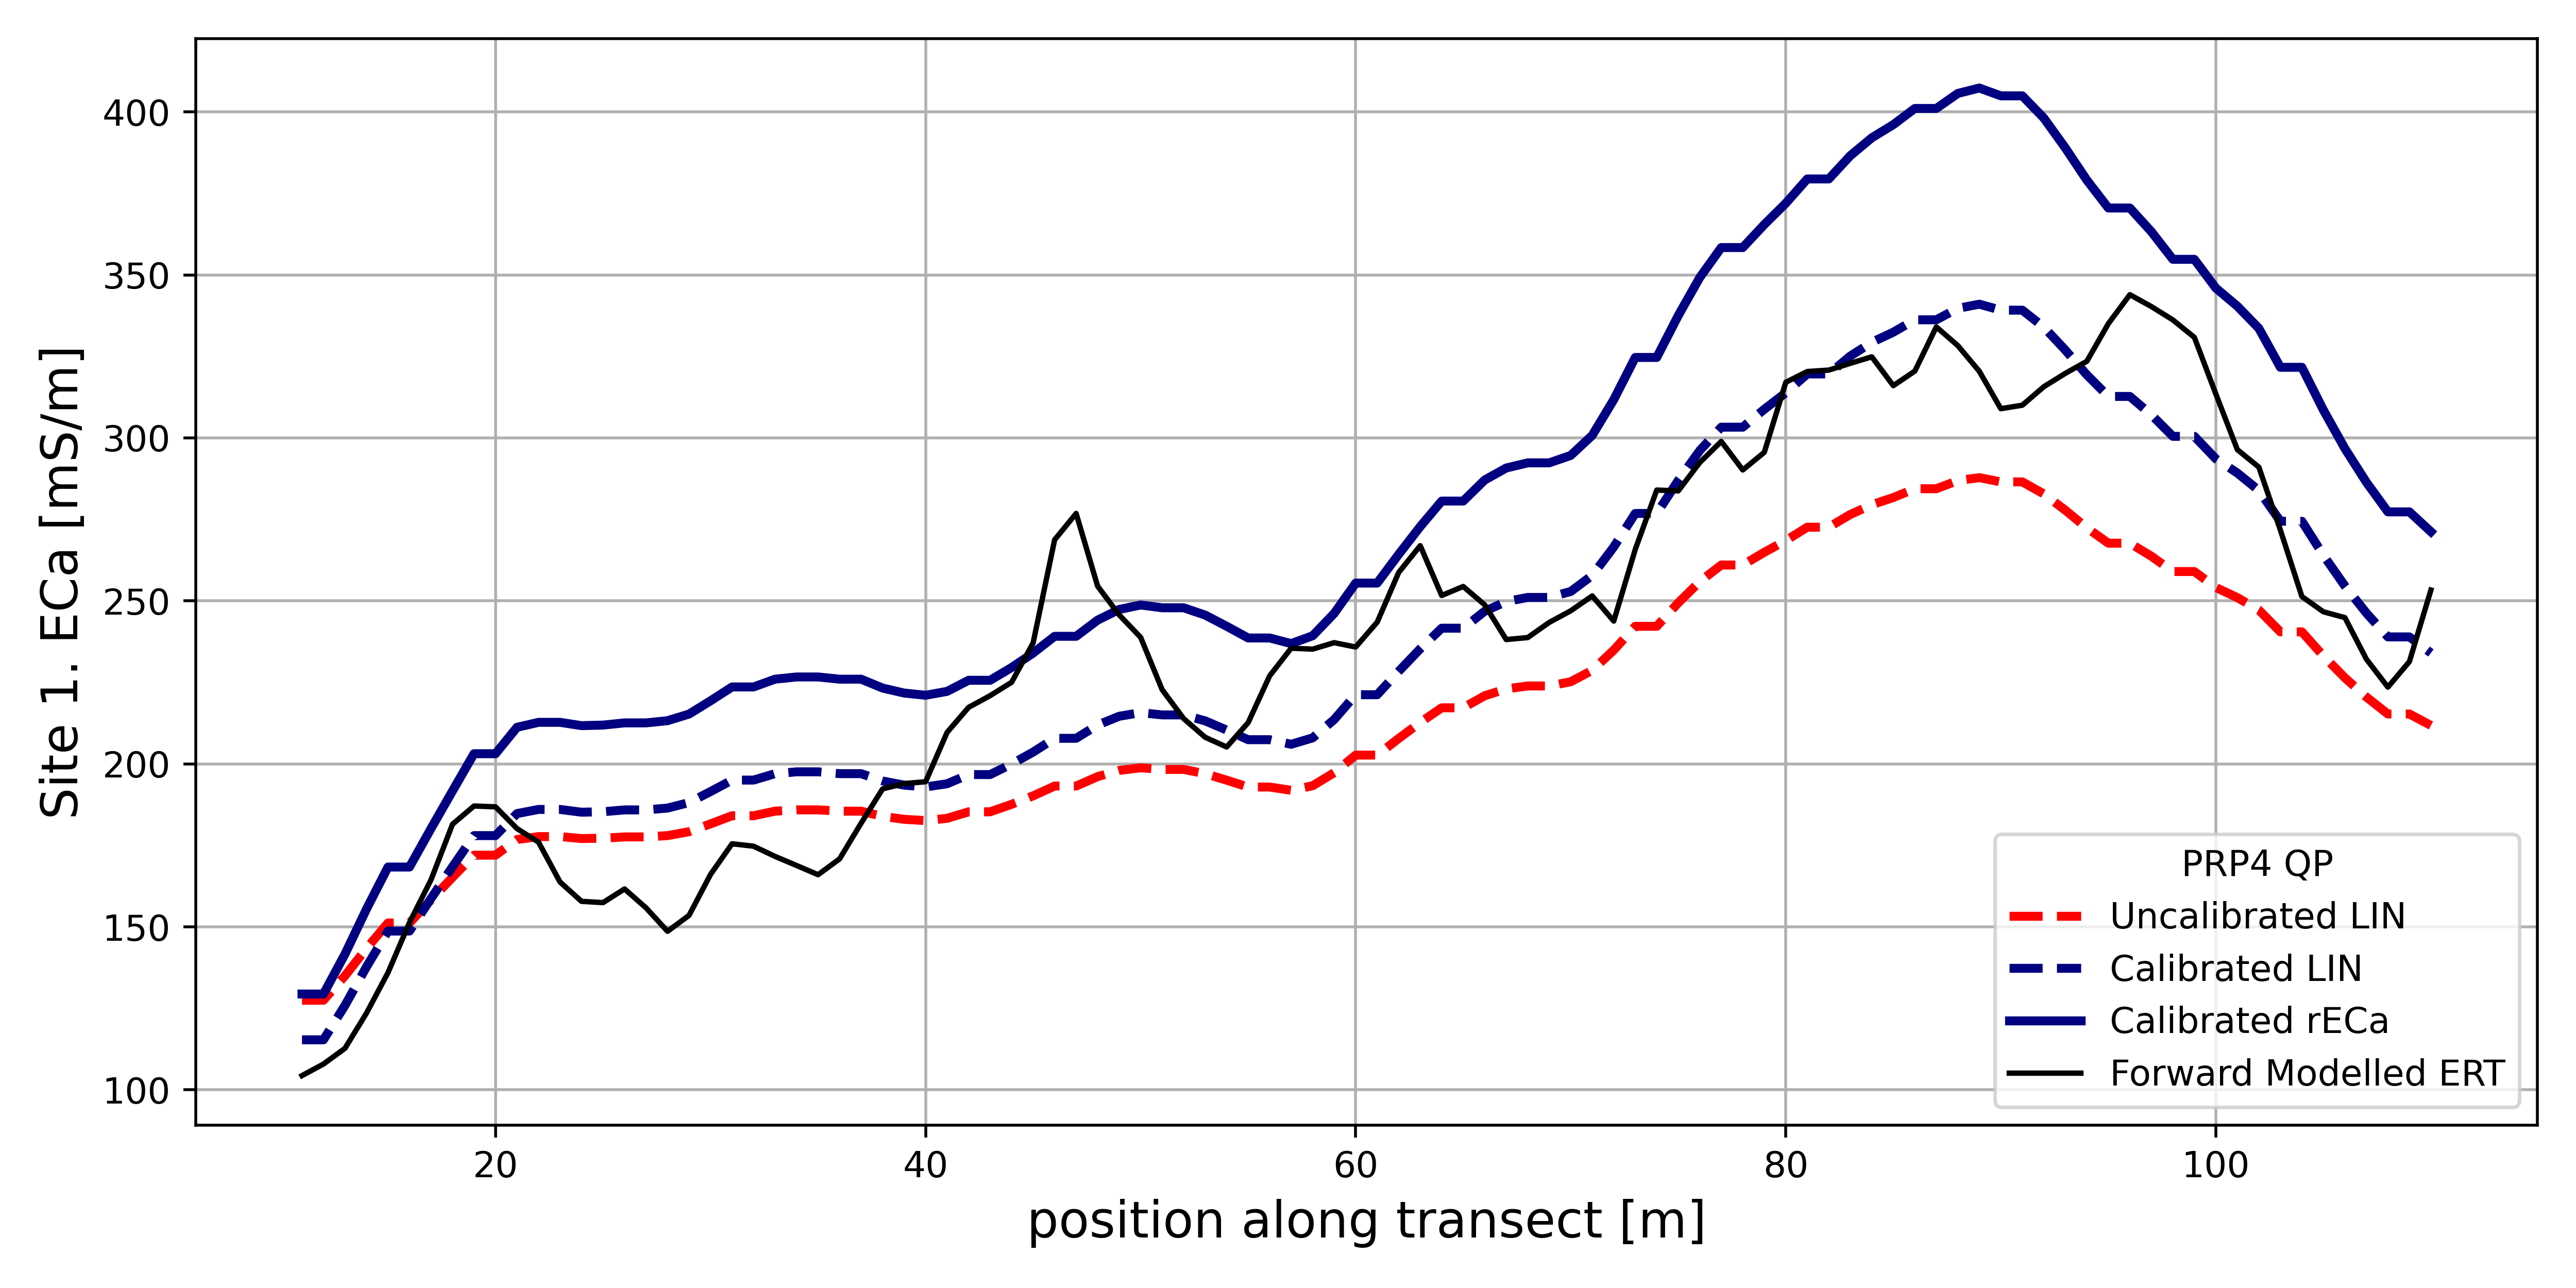 Site 1. ECa [mS/m]
400
350
300
250
200
150
100
20 40 60 80 100
position along transect [m]
PRP4 QP
Uncalibrated LIN
Calibrated LIN
Calibrated rECa
Forward Modelled ERT